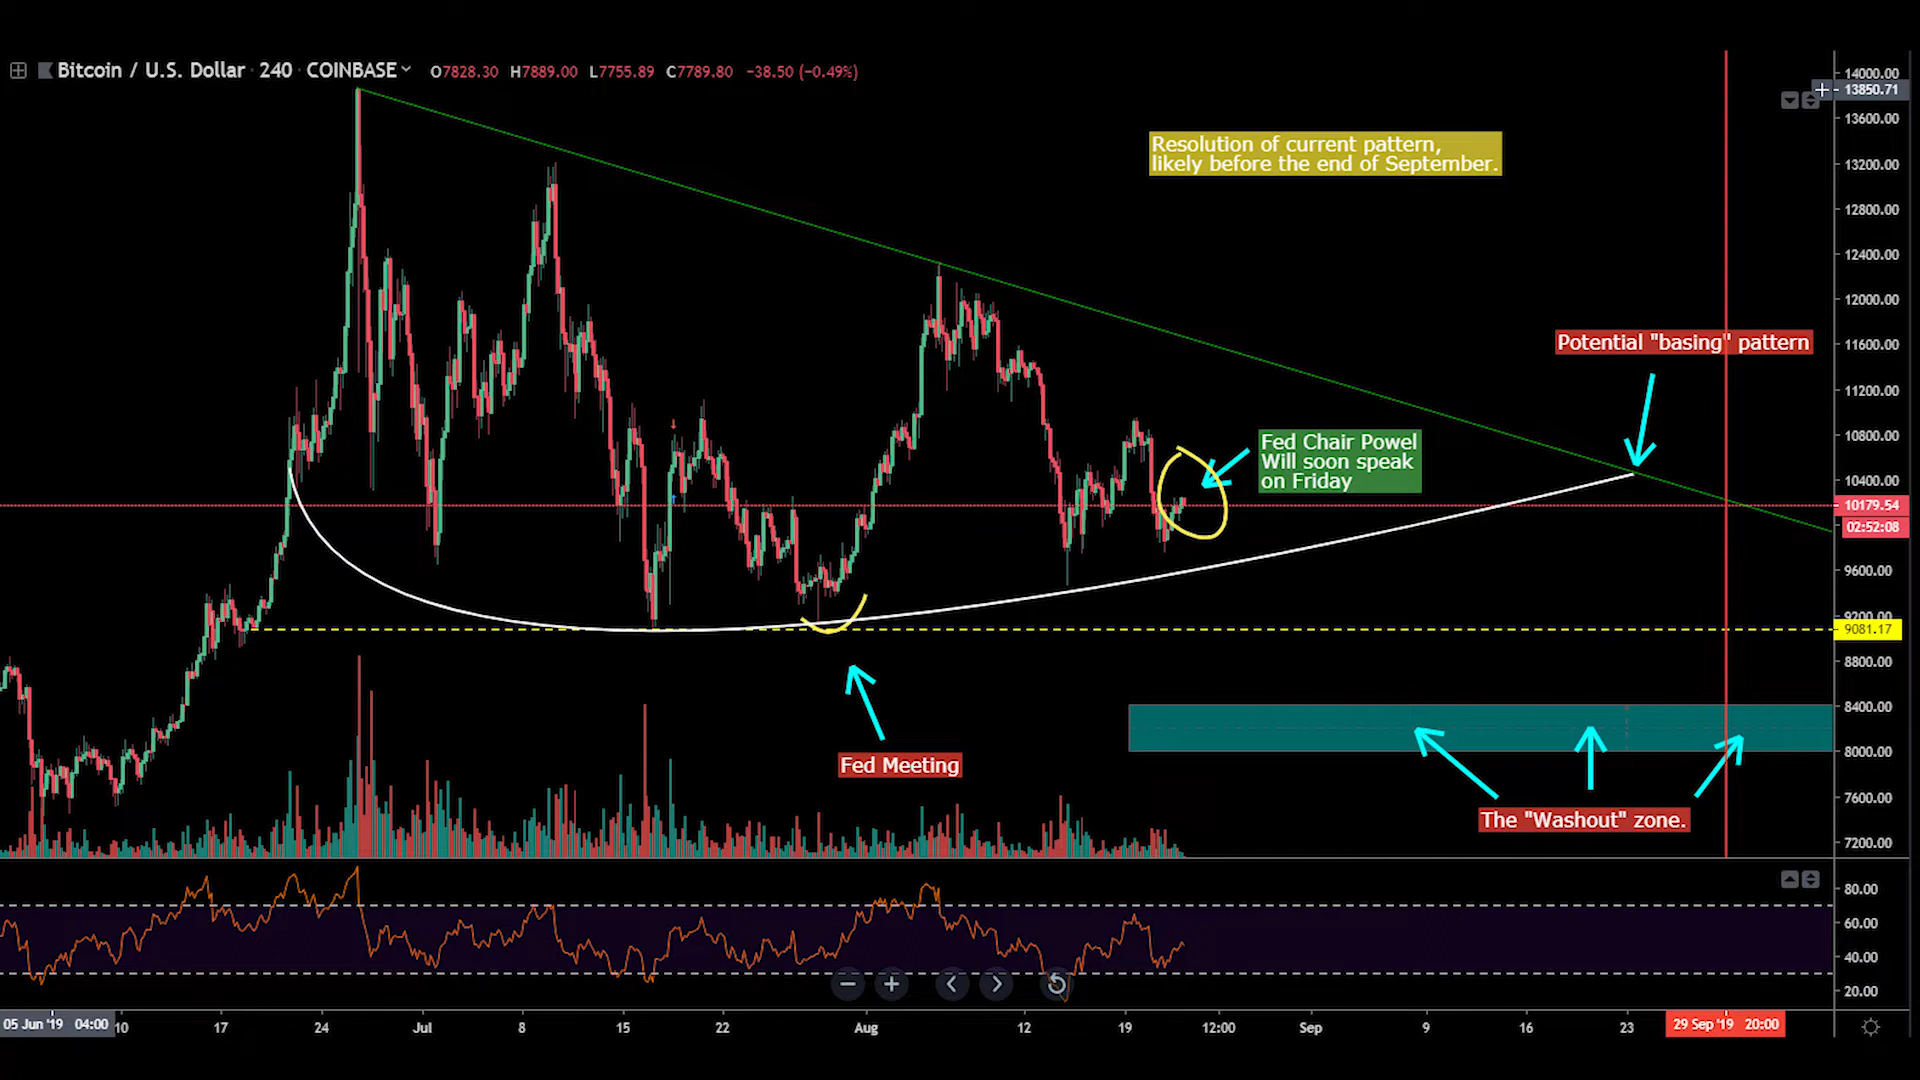 Bitcoin / U.S. Dollar · 240 · COINBASE O7828.30 H7889.00 L7755.89 C7789.80 −38.50 (−0.49%)
14000.00
13850.71
13600.00
Resolution of current pattern,
likely before the end of September.
13200.00
12800.00
12400.00
12000.00
Potential "basing" pattern
11600.00
11200.00
10800.00
Fed Chair Powel
Will soon speak
on Friday
10400.00
10179.54
02:52:08
9600.00
9200.00
9081.17
8800.00
8400.00
8000.00
Fed Meeting
7600.00
The "Washout" zone.
7200.00
80.00
60.00
40.00
20.00
05 Jun '19 04:00 10 17 24 Jul 8 15 22 Aug 12 19 12:00 Sep 9 16 23 29 Sep '19 20:00